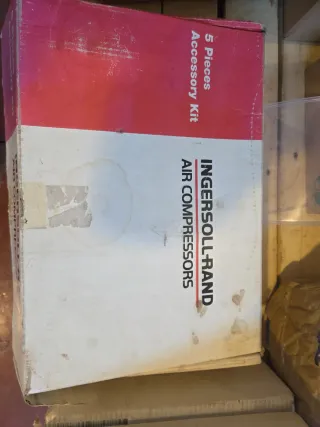 5 Pieces
Accessory Kit
INGERSOLL-RAND
AIR COMPRESSORS